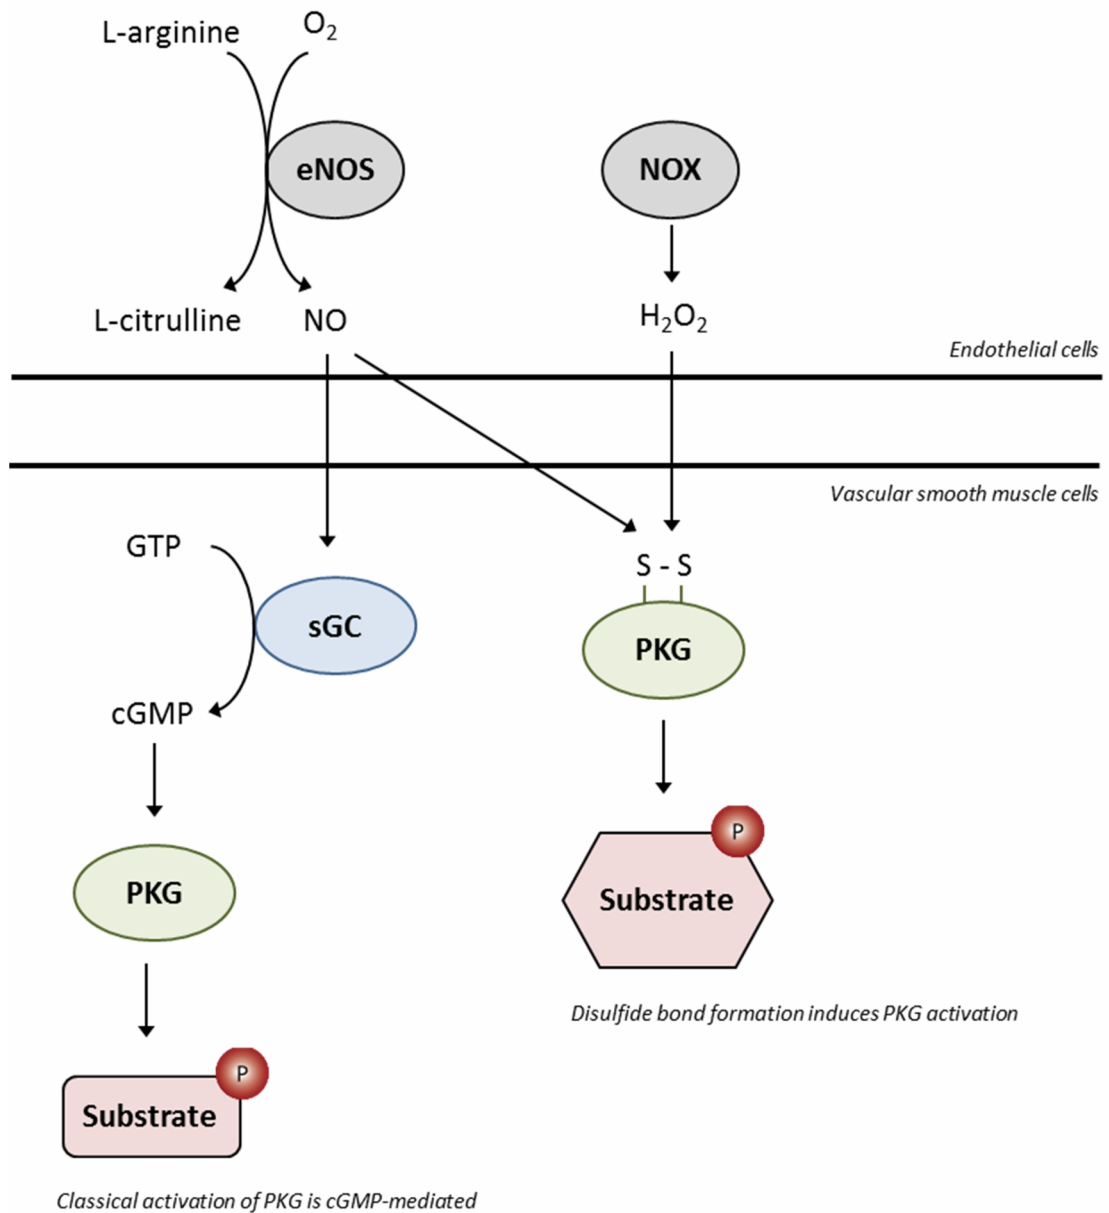 L-arginine
O2
eNOS
NOX
L-citrulline
NO
H2O2
Endothelial cells
Vascular smooth muscle cells
GTP
S - S
sGC
PKG
cGMP
P
PKG
Substrate
Disulfide bond formation induces PKG activation
P
Substrate
Classical activation of PKG is cGMP-mediated